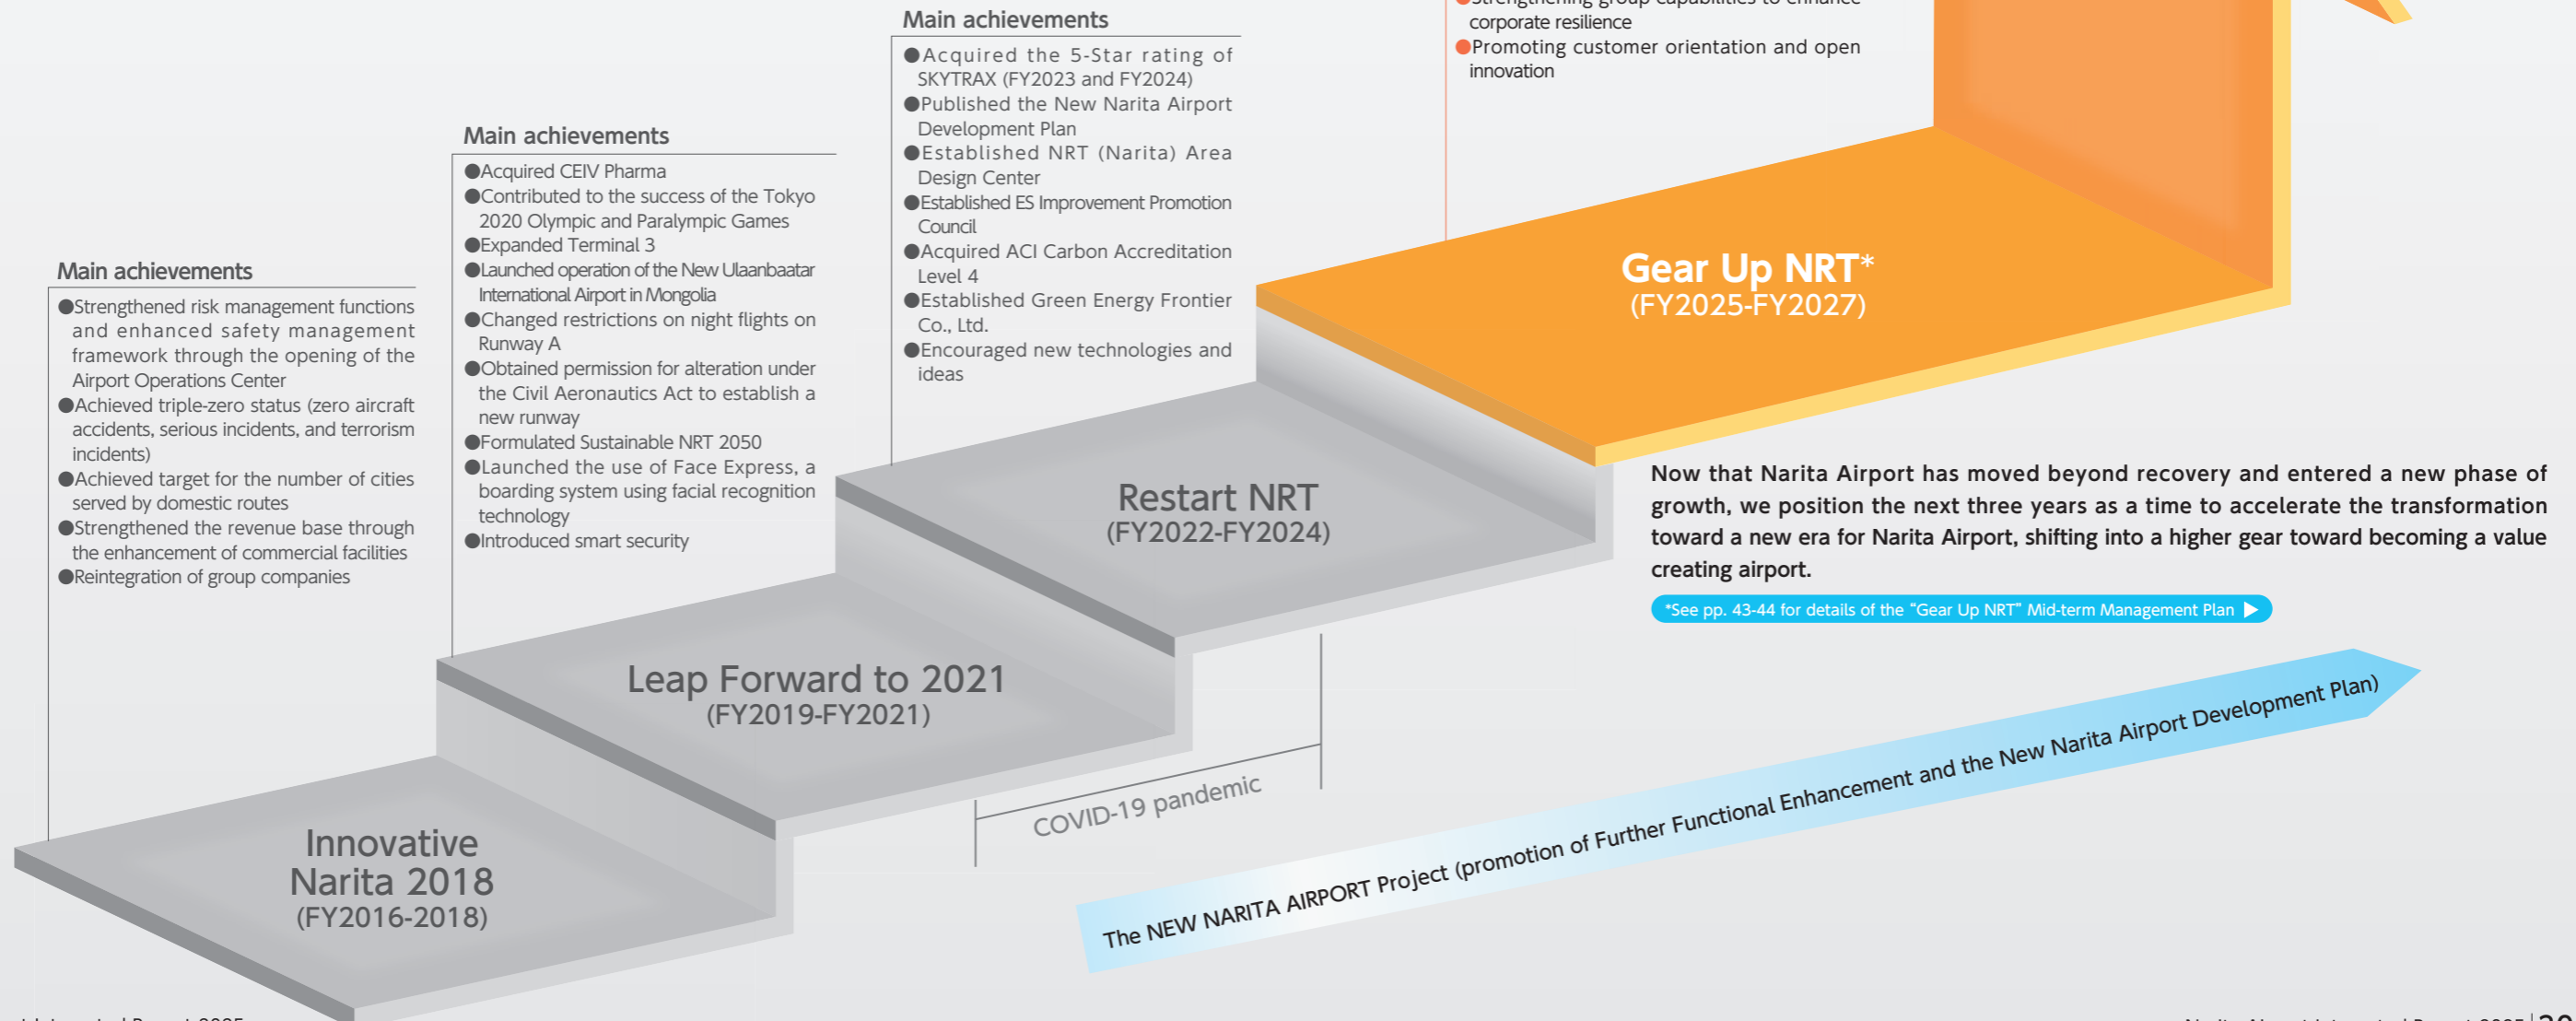 Main achievements
●Strengthened risk management functions
and enhanced safety management
framework through the opening of the
Airport Operations Center
●Achieved triple-zero status (zero aircraft
accidents, serious incidents, and terrorism
incidents)
●Achieved target for the number of cities
served by domestic routes
●Strengthened the revenue base through
the enhancement of commercial facilities
●Reintegration of group companies
Innovative
Narita 2018
(FY2016-2018)
Main achievements
●Acquired CEIV Pharma
●Contributed to the success of the Tokyo
2020 Olympic and Paralympic Games
●Expanded Terminal 3
●Launched operation of the New Ulaanbaatar
International Airport in Mongolia
●Changed restrictions on night flights on
Runway A
●Obtained permission for alteration under
the Civil Aeronautics Act to establish a
new runway
●Formulated Sustainable NRT 2050
●Launched the use of Face Express, a
boarding system using facial recognition
technology
●Introduced smart security
Leap Forward to 2021
(FY2019-FY2021)
Main achievements
●Acquired the 5-Star rating of
SKYTRAX (FY2023 and FY2024)
●Published the New Narita Airport
Development Plan
●Established NRT (Narita) Area
Design Center
●Established ES Improvement Promotion
Council
●Acquired ACI Carbon Accreditation
Level 4
●Established Green Energy Frontier
Co., Ltd.
●Encouraged new technologies and
ideas
Restart NRT
(FY2022-FY2024)
COVID-19 pandemic
●Strengthening group capabilities to enhance
corporate resilience
●Promoting customer orientation and open
innovation
Gear Up NRT*
(FY2025-FY2027)
Now that Narita Airport has moved beyond recovery and entered a new phase of
growth, we position the next three years as a time to accelerate the transformation
toward a new era for Narita Airport, shifting into a higher gear toward becoming a value
creating airport.
*See pp. 43-44 for details of the “Gear Up NRT” Mid-term Management Plan ▶
The NEW NARITA AIRPORT Project (promotion of Further Functional Enhancement and the New Narita Airport Development Plan)